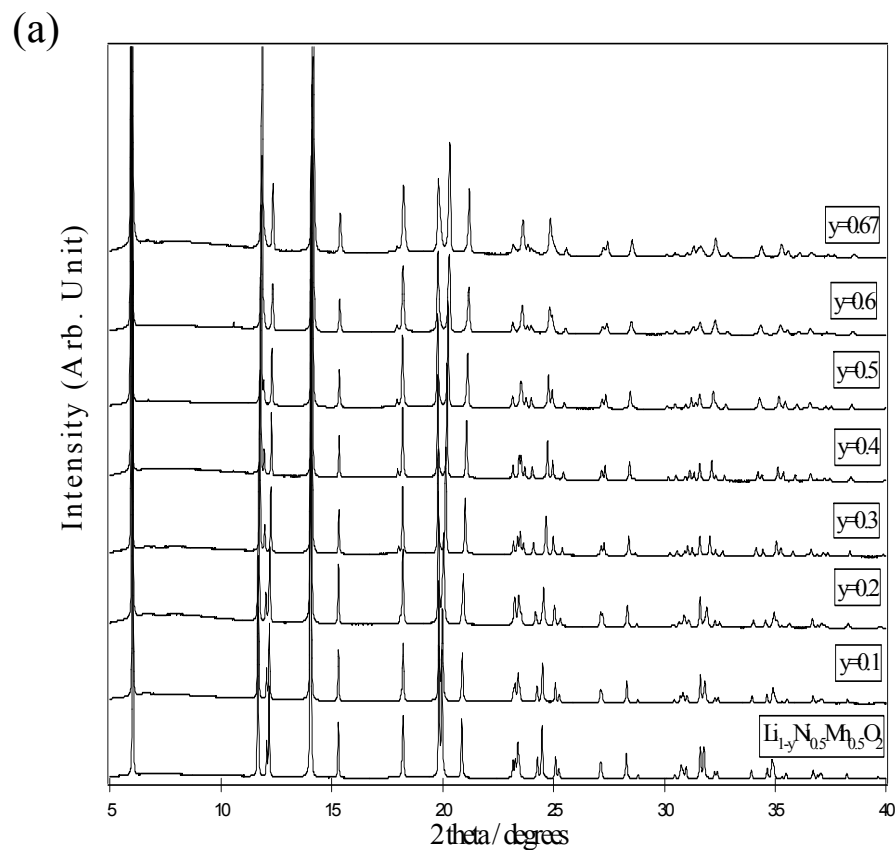 (a)
Intensity (Arb. Unit)
y=0.67
y=0.6
y=0.5
y=0.4
y=0.3
y=0.2
y=0.1
Li1-yNi0.5Mn0.5O2
5 10 15 20 25 30 35 40
2 theta / degrees